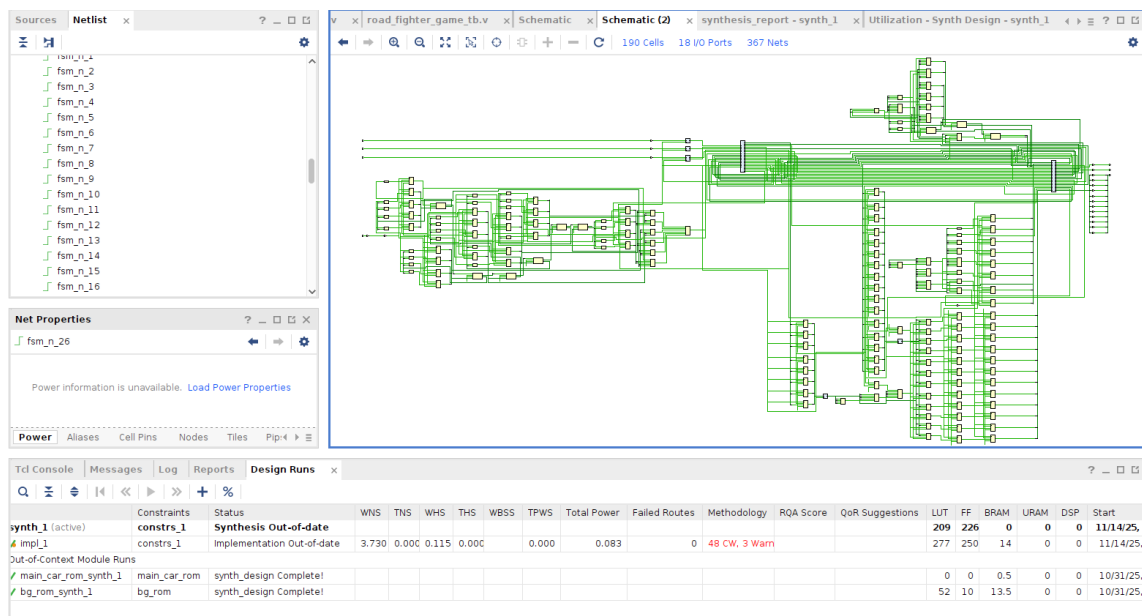 Sources Netlist ? _
v road_fighter_game_tb.v Schematic Schematic (2) synthesis_report - synth_1 Utilization - Synth Design - synth_1 ? _
190 Cells 18 I/O Ports 367 Nets
fsm_n_1
fsm_n_2
fsm_n_3
fsm_n_4
fsm_n_5
fsm_n_6
fsm_n_7
fsm_n_8
fsm_n_9
fsm_n_10
fsm_n_11
fsm_n_12
fsm_n_13
fsm_n_14
fsm_n_15
fsm_n_16
Net Properties ? _
fsm_n_26
Power information is unavailable. Load Power Properties
Power Aliases Cell Pins Nodes Tiles Pips
Tcl Console Messages Log Reports Design Runs ? _
Constraints Status WNS TNS WHS THS WBSS TPWS Total Power Failed Routes Methodology RQA Score QoR Suggestions LUT FF BRAM URAM DSP Start
synth_1 (active) constrs_1 Synthesis Out-of-date 209 226 0 0 0 11/14/25,
impl_1 constrs_1 Implementation Out-of-date 3.730 0.000 0.115 0.000 0.000 0.083 0 48 CW, 3 Warn 277 250 14 0 0 11/14/25,
Out-of-Context Module Runs
main_car_rom_synth_1 main_car_rom synth_design Complete! 0 0 0.5 0 0 10/31/25,
bg_rom_synth_1 bg_rom synth_design Complete! 52 10 13.5 0 0 10/31/25,